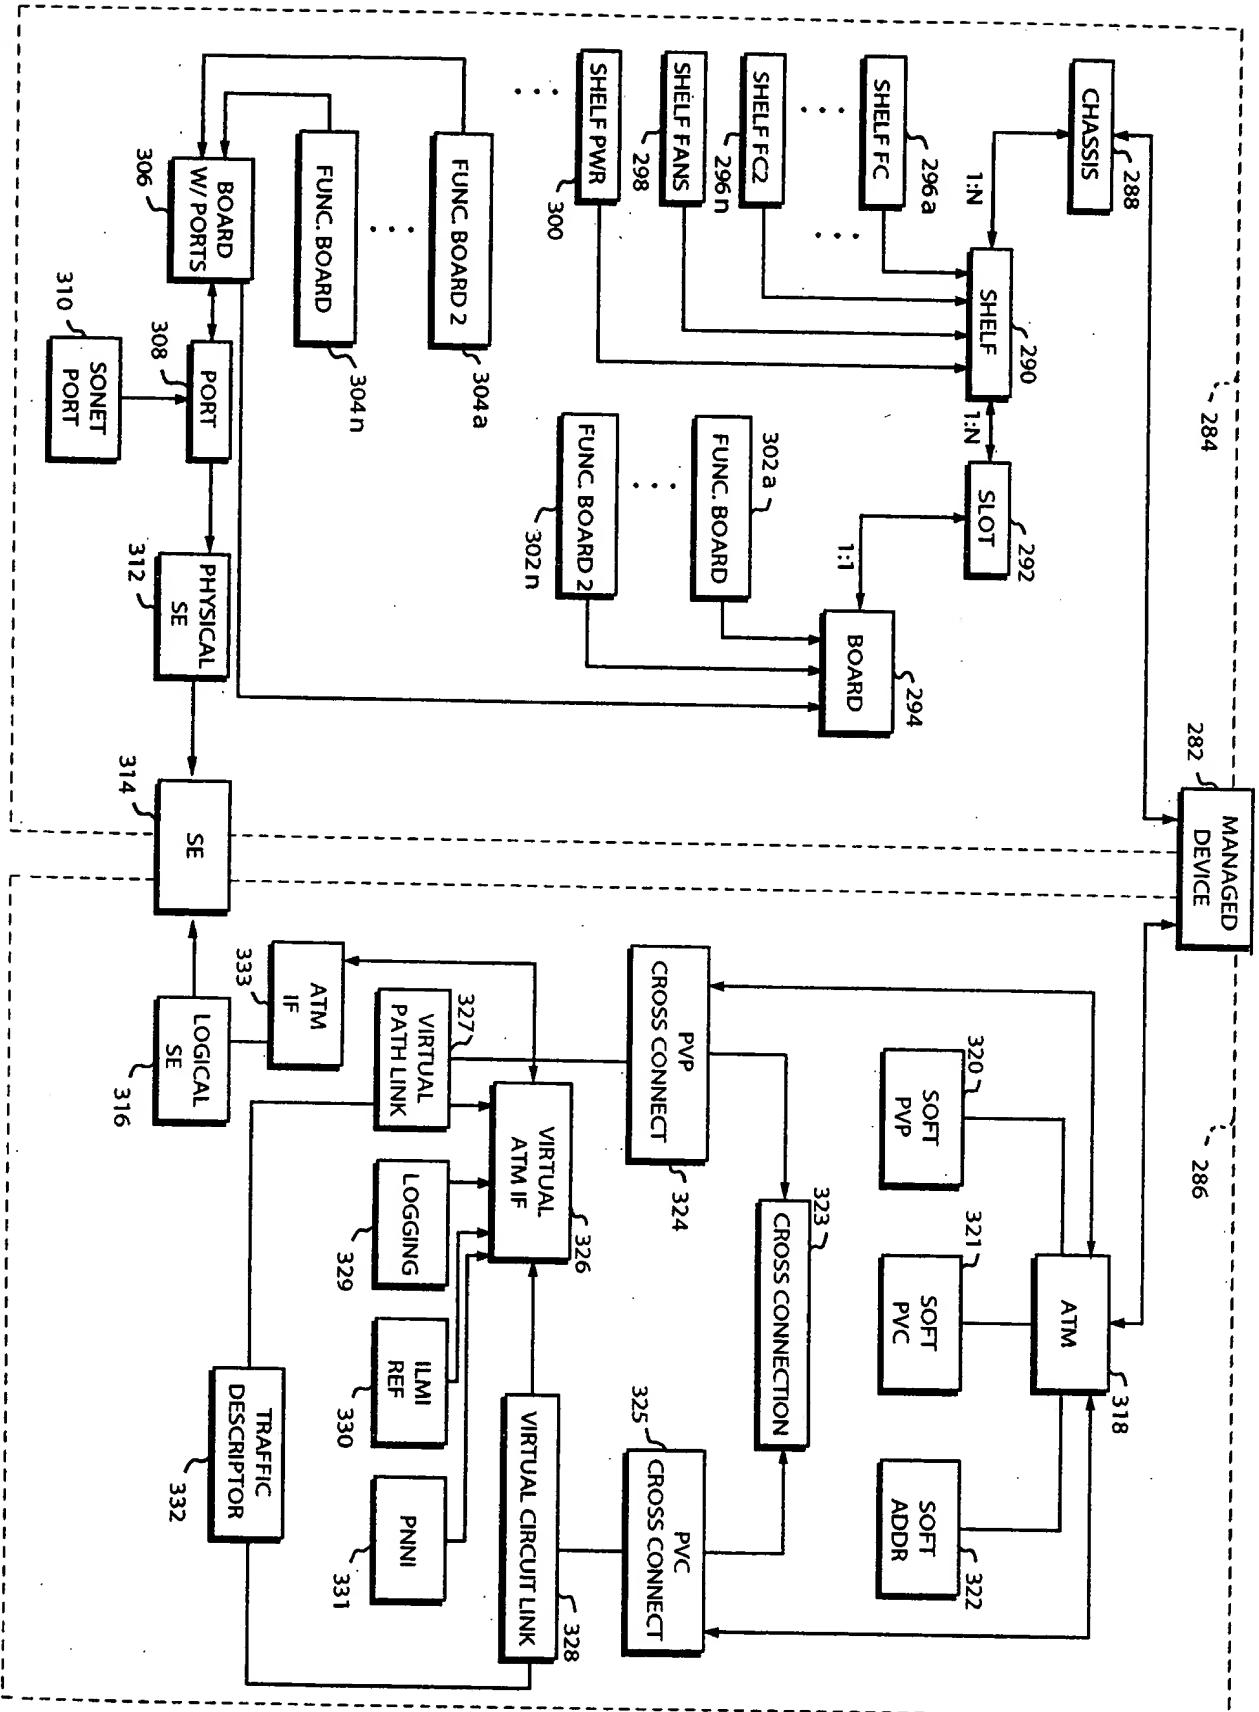 282
MANAGED
DEVICE
284
CHASSIS
288
1:N
SHELF FC
296a
. . .
. . .
SHELF FC2
296n
SHELF FANS
298
SHELF PWR
300
. . .
SHELF
290
1:N
SLOT
292
1:1
BOARD
294
302a
FUNC. BOARD
. . .
FUNC. BOARD 2
302n
FUNC. BOARD 2
304a
. . .
FUNC. BOARD
304n
BOARD
W/ PORTS
306
PORT
308
SONET
PORT
310
PHYSICAL
SE
312
SE
314
286
ATM
318
320
SOFT
PVP
321
SOFT
PVC
SOFT
ADDR
322
323
CROSS CONNECTION
PVP
CROSS CONNECT
324
325
PVC
CROSS CONNECT
VIRTUAL
ATM IF
326
VIRTUAL CIRCUIT LINK
328
327
VIRTUAL
PATH LINK
LOGGING
329
ILMI
REF
330
PNNI
331
ATM
IF
333
TRAFFIC
DESCRIPTOR
332
LOGICAL
SE
316